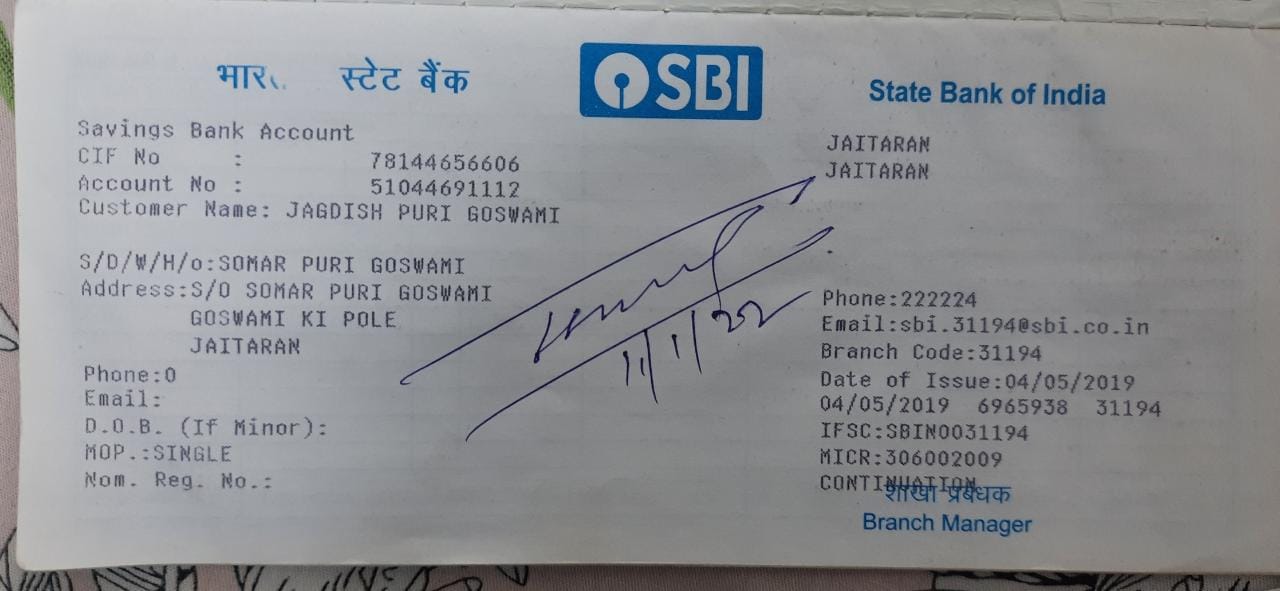 भार स्टेट बैंक
SBI
State Bank of India
Savings Bank Account
CIF No : 78144656606
Account No : 51044691112
Customer Name: JAGDISH PURI GOSWAMI
S/D/W/H/o:SOMAR PURI GOSWAMI
Address:S/O SOMAR PURI GOSWAMI
GOSWAMI KI POLE
JAITARAN
Phone:0
Email:
D.O.B. (If Minor):
MOP.:SINGLE
Nom. Reg. No.:
11/1/22
JAITARAN
JAITARAN
Phone:222224
Email:sbi.31194@sbi.co.in
Branch Code:31194
Date of Issue:04/05/2019
04/05/2019 6965938 31194
IFSC:SBIN0031194
MICR:306002009
CONTINUATION
शाखा प्रबंधक
Branch Manager